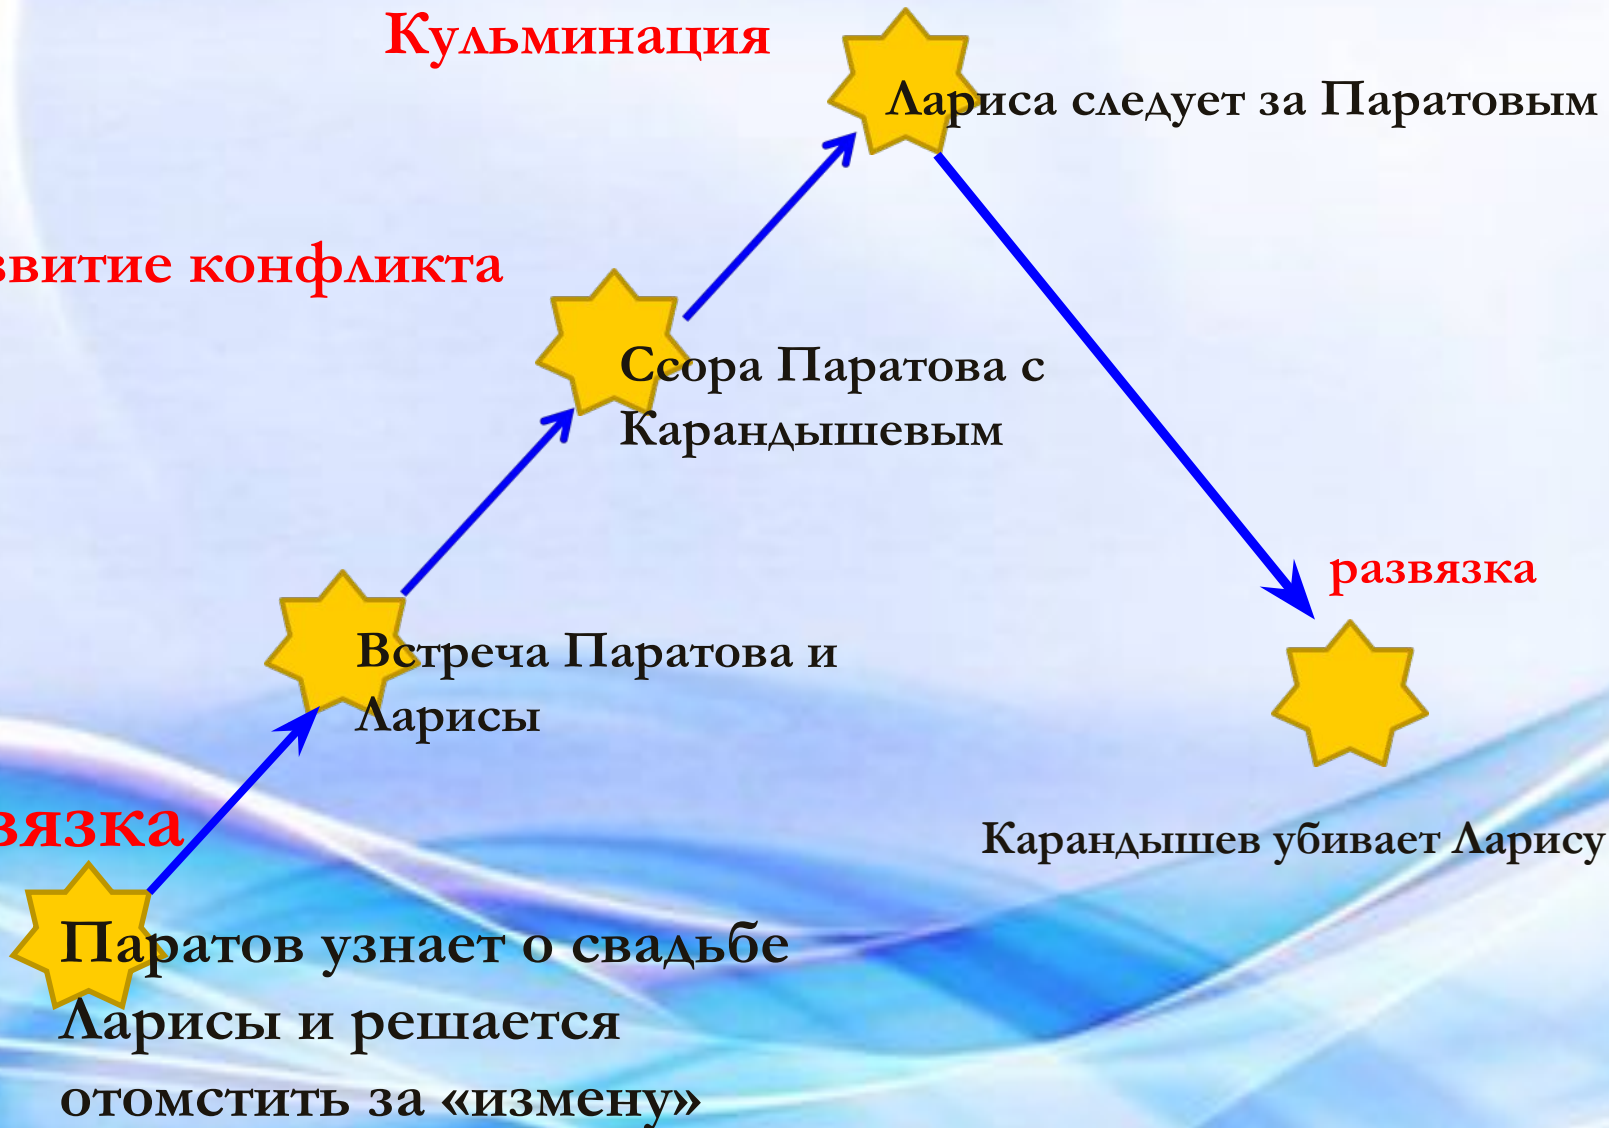 Кульминация
Лариса следует за Паратовым
звитие конфликта
Ссора Паратова с
Карандышевым
развязка
Встреча Паратова и
Ларисы
вязка
Карандышев убивает Ларису
Паратов узнает о свадьбе
Ларисы и решается
отомстить за «измену»